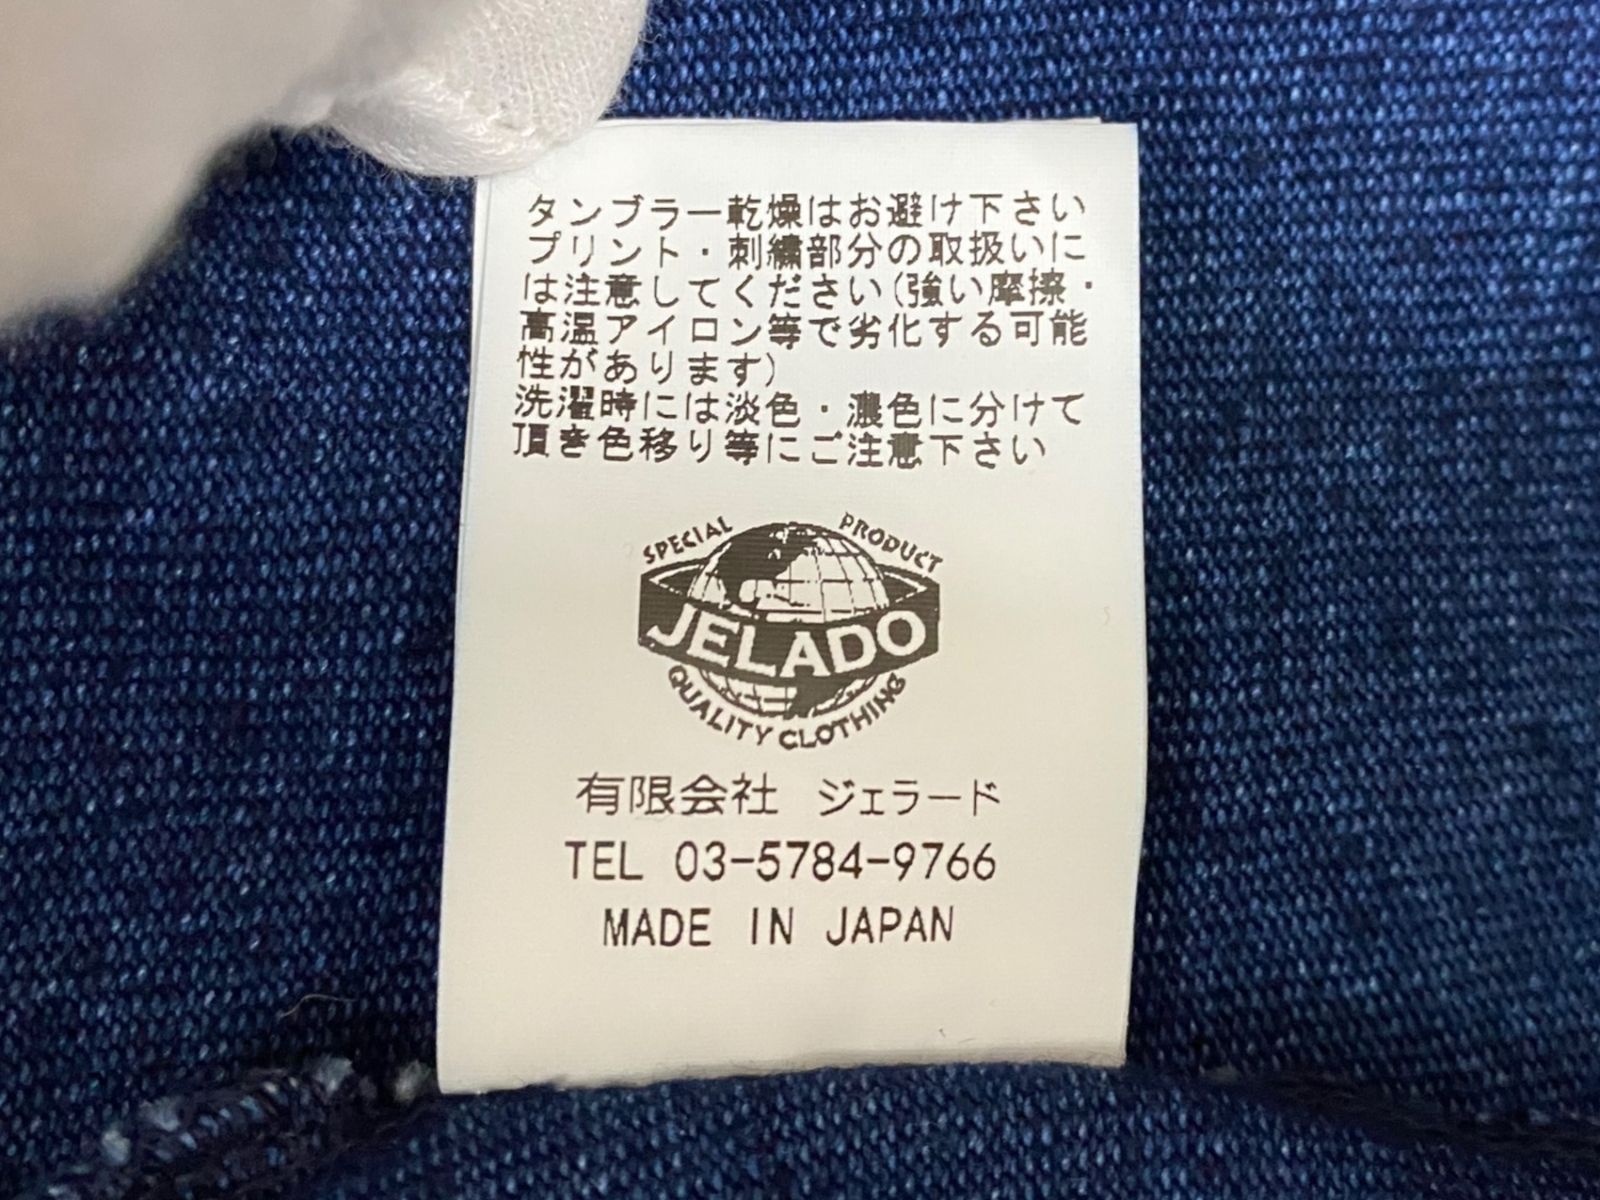 タンブラー乾燥はお避け下さい
プリント・刺繍部分の取扱いに
は注意してください(強い摩擦・
高温アイロン等で劣化する可能
性があります)
洗濯時には淡色・濃色に分けて
頂き色移り等にご注意下さい
SPECIAL PRODUCT
JELADO
QUALITY CLOTHING
有限会社 ジェラード
TEL 03-5784-9766
MADE IN JAPAN